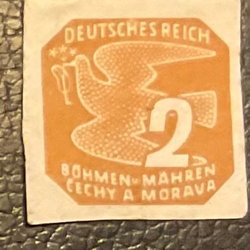 DEUTSCHES REICH
2
BÖHMEN u. MÄHREN
ČECHY A MORAVA